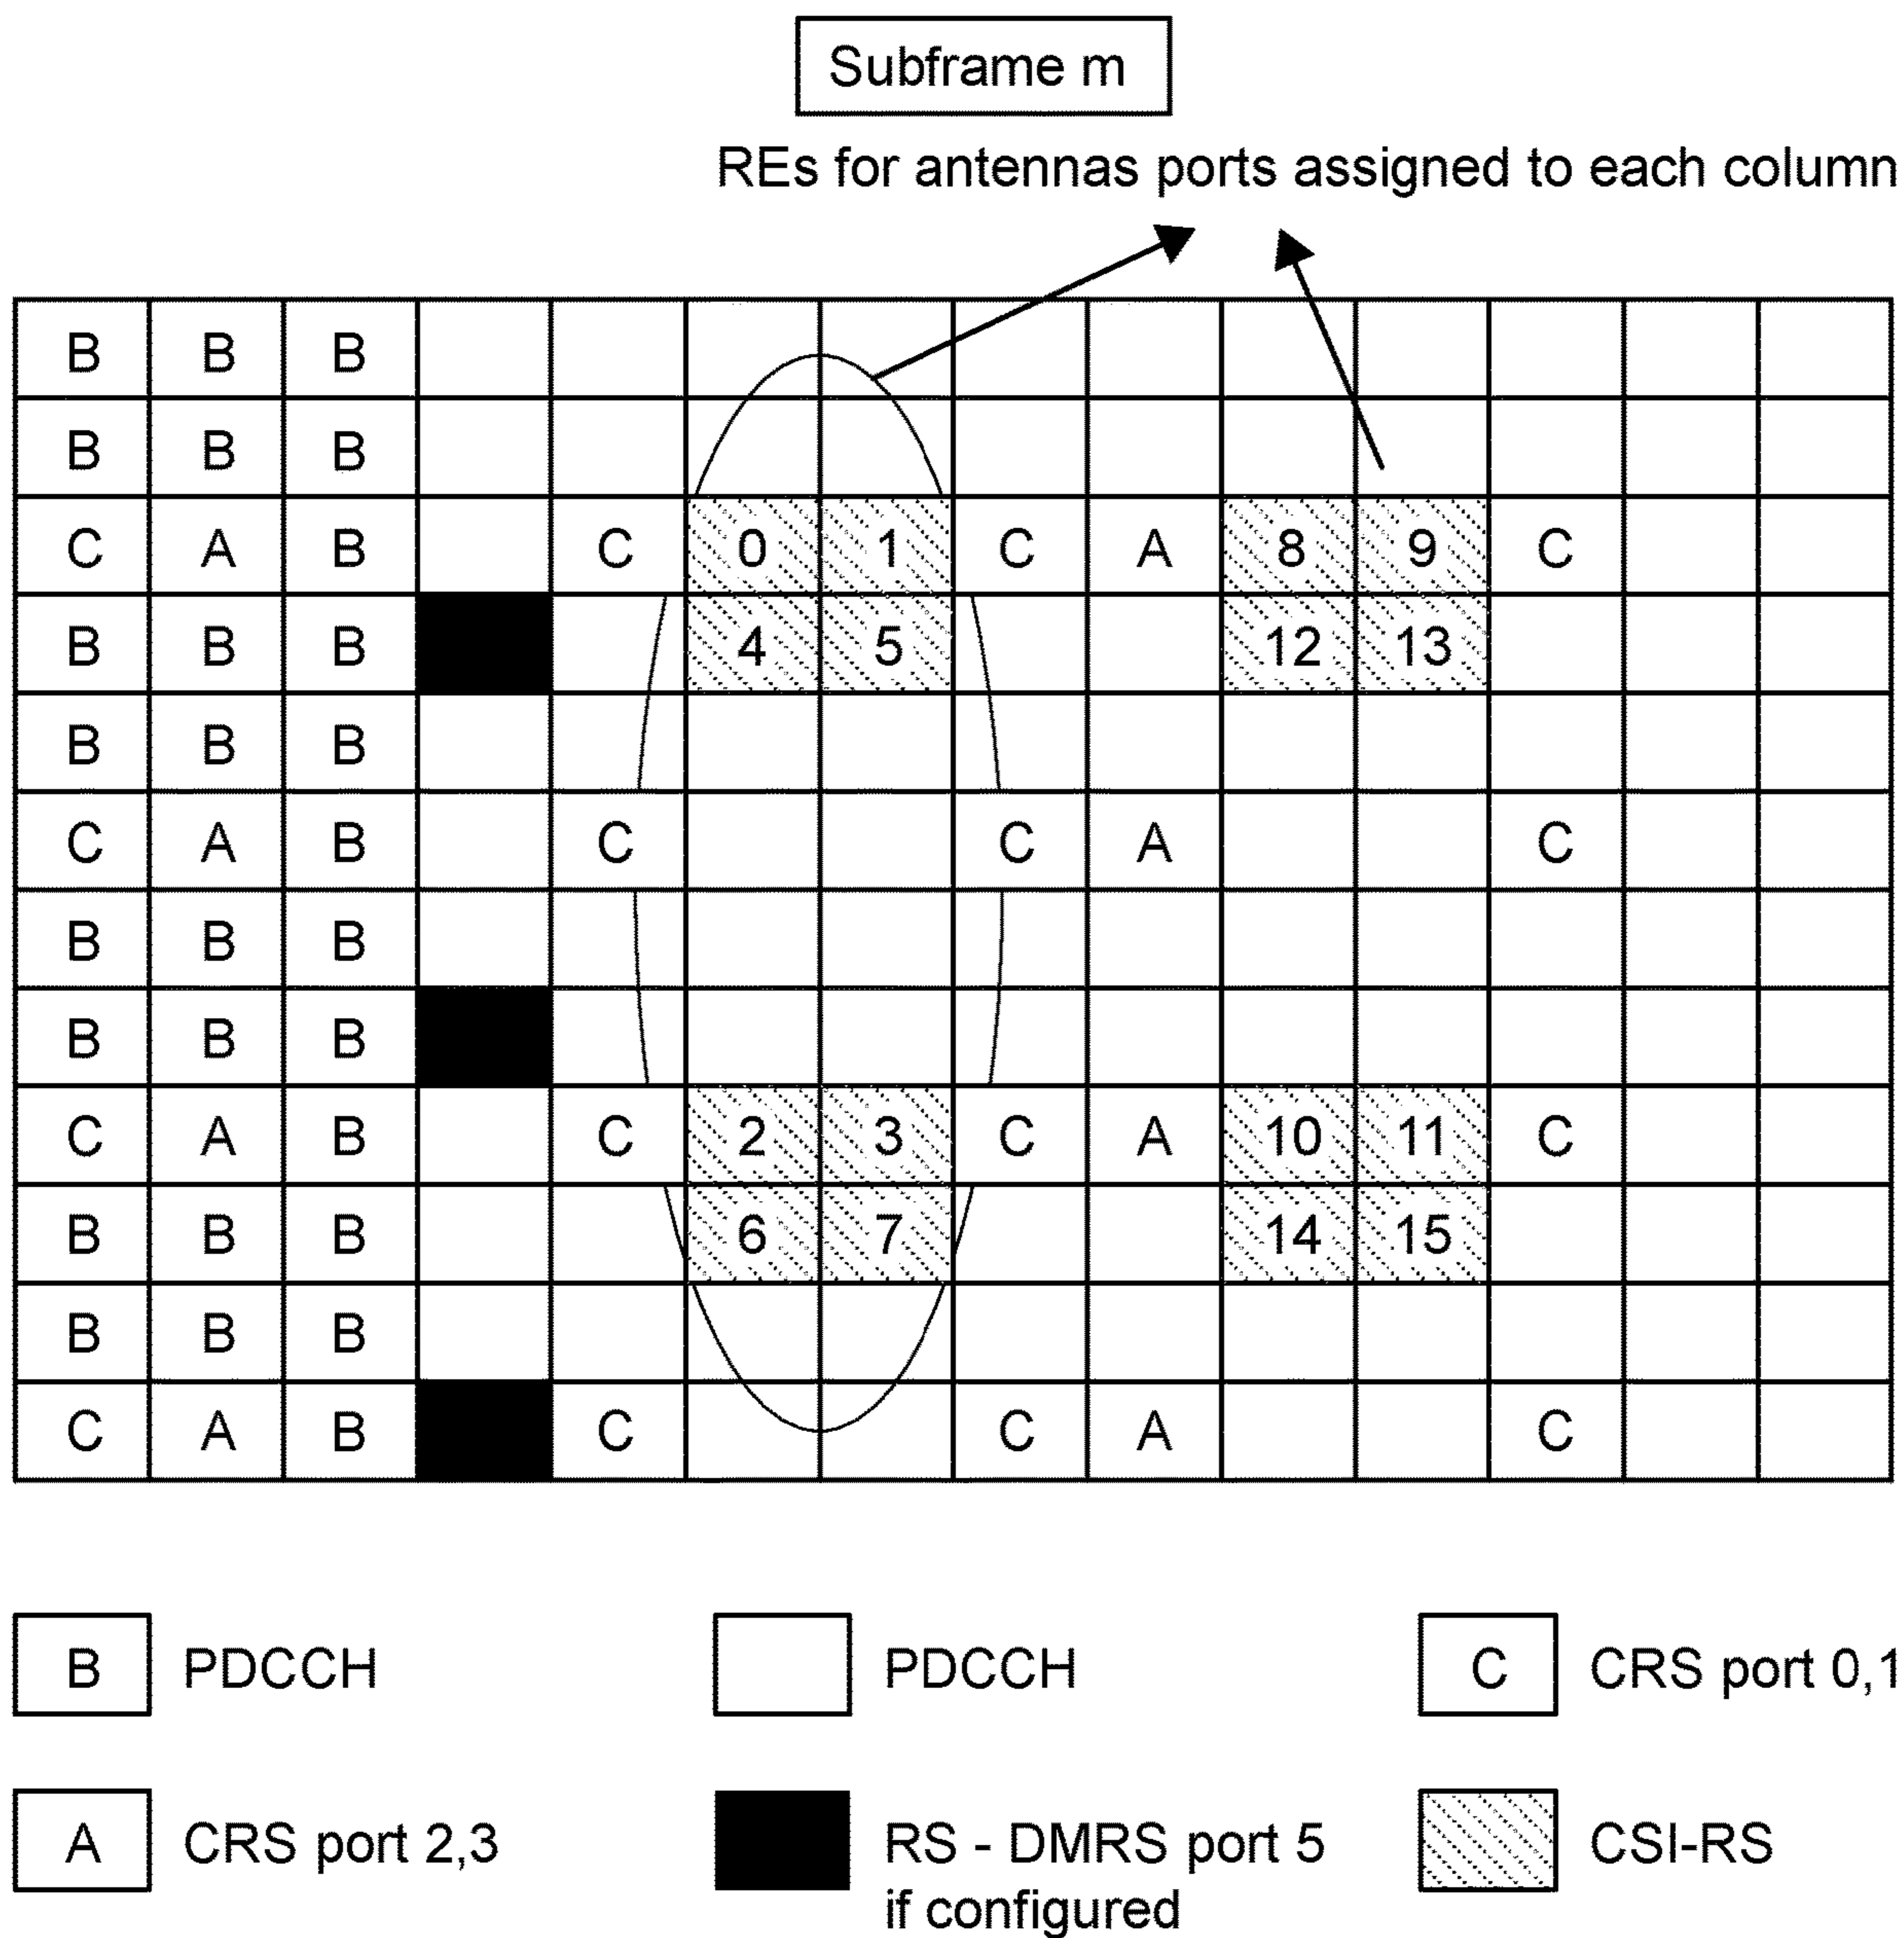 Subframe m
REs for antennas ports assigned to each column
B B B
B B B
C A B C 0 1 C A 8 9 C
B B B 4 5 12 13
B B B
C A B C C A C
B B B
B B B
C A B C 2 3 C A 10 11 C
B B B 6 7 14 15
B B B
C A B C C A C
B PDCCH
PDCCH
C CRS port 0,1
A CRS port 2,3
RS - DMRS port 5
if configured
CSI-RS